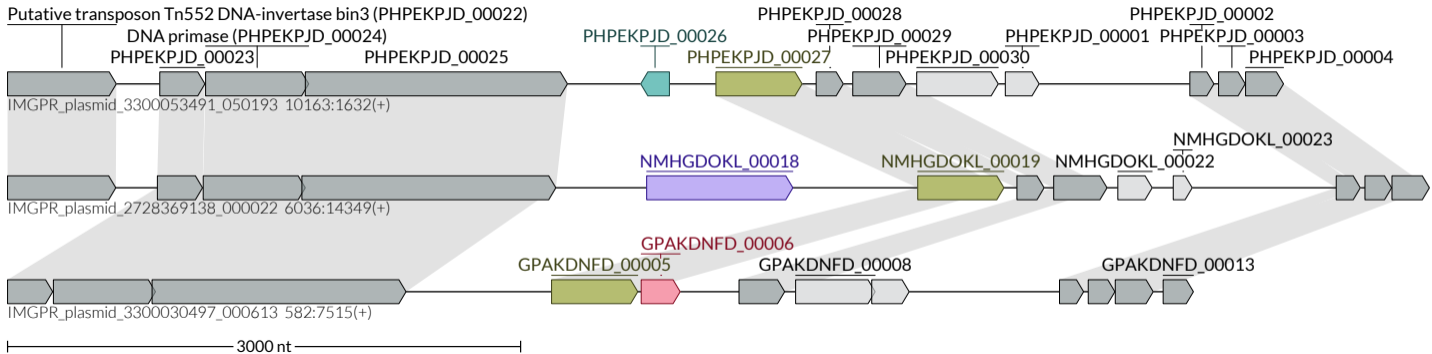 Putative transposon Tn552 DNA-invertase bin3 (PHPEKPJD_00022)
PHPEKPJD_00028
PHPEKPJD_00002
DNA primase (PHPEKPJD_00024)
PHPEKPJD_00026
PHPEKPJD_00029
PHPEKPJD_00001
PHPEKPJD_00003
PHPEKPJD_00023
PHPEKPJD_00025
PHPEKPJD_00027
PHPEKPJD_00030
PHPEKPJD_00004
IMGPR_plasmid_3300053491_050193 10163:1632(+)
NMHGDOKL_00023
NMHGDOKL_00018
NMHGDOKL_00019
NMHGDOKL_00022
IMGPR_plasmid_2728369138_000022 6036:14349(+)
GPAKDNFD_00006
GPAKDNFD_00005
GPAKDNFD_00008
GPAKDNFD_00013
IMGPR_plasmid_3300030497_000613 582:7515(+)
3000 nt